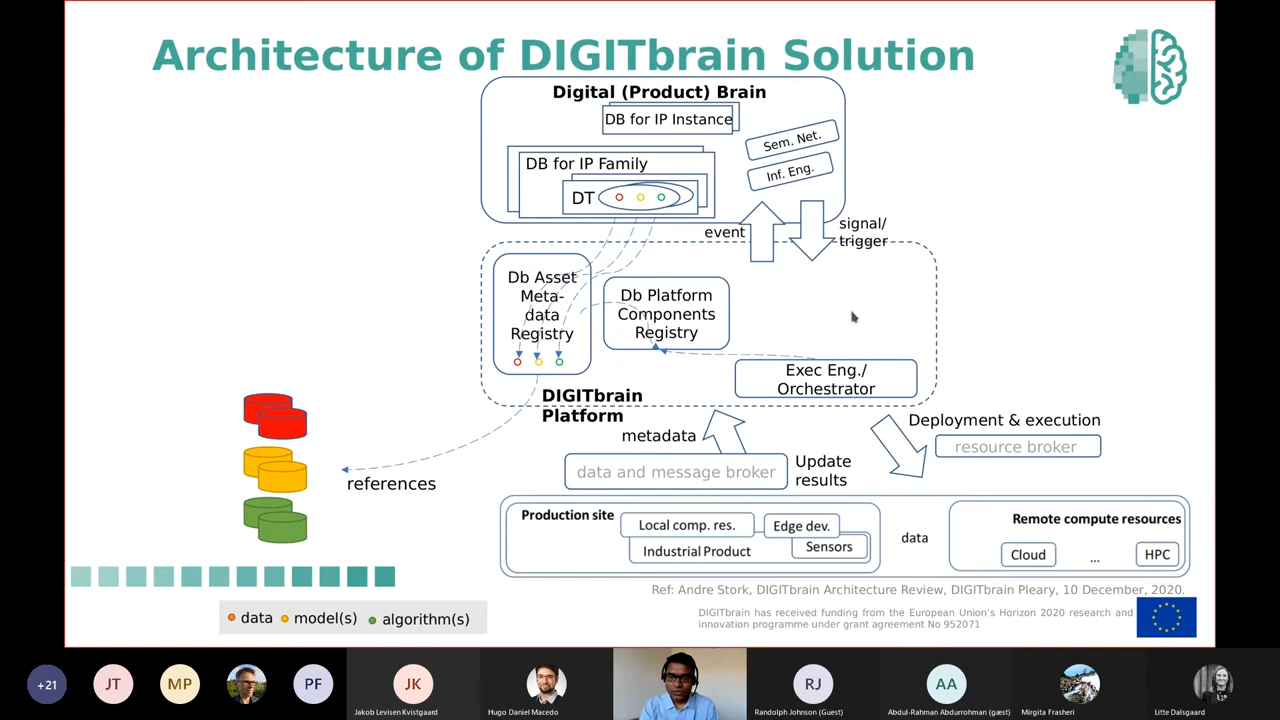 Architecture of DIGITbrain Solution
Digital (Product) Brain
DB for IP Instance
Sem. Net.
DB for IP Family
Inf. Eng.
DT
event
signal/
trigger
Db Asset
Meta-
data
Registry
Db Platform
Components
Registry
Exec Eng./
Orchestrator
DIGITbrain
Platform
metadata
Deployment & execution
resource broker
data and message broker
Update
results
references
Production site
Local comp. res.
Edge dev.
Industrial Product
Sensors
data
Remote compute resources
Cloud
...
HPC
Ref: Andre Stork, DIGITbrain Architecture Review, DIGITbrain Pleary, 10 December, 2020.
data model(s) algorithm(s)
DIGITbrain has received funding from the European Union's Horizon 2020 research and
innovation programme under grant agreement No 952071
+21
JT
MP
PF
JK
Jakob Levisen Kvistgaard
Hugo Daniel Macedo
RJ
Randolph Johnson (Guest)
AA
Abdul-Rahman Abdurrohman (gæst)
Mirgita Frasheri
Litte Dalsgaard